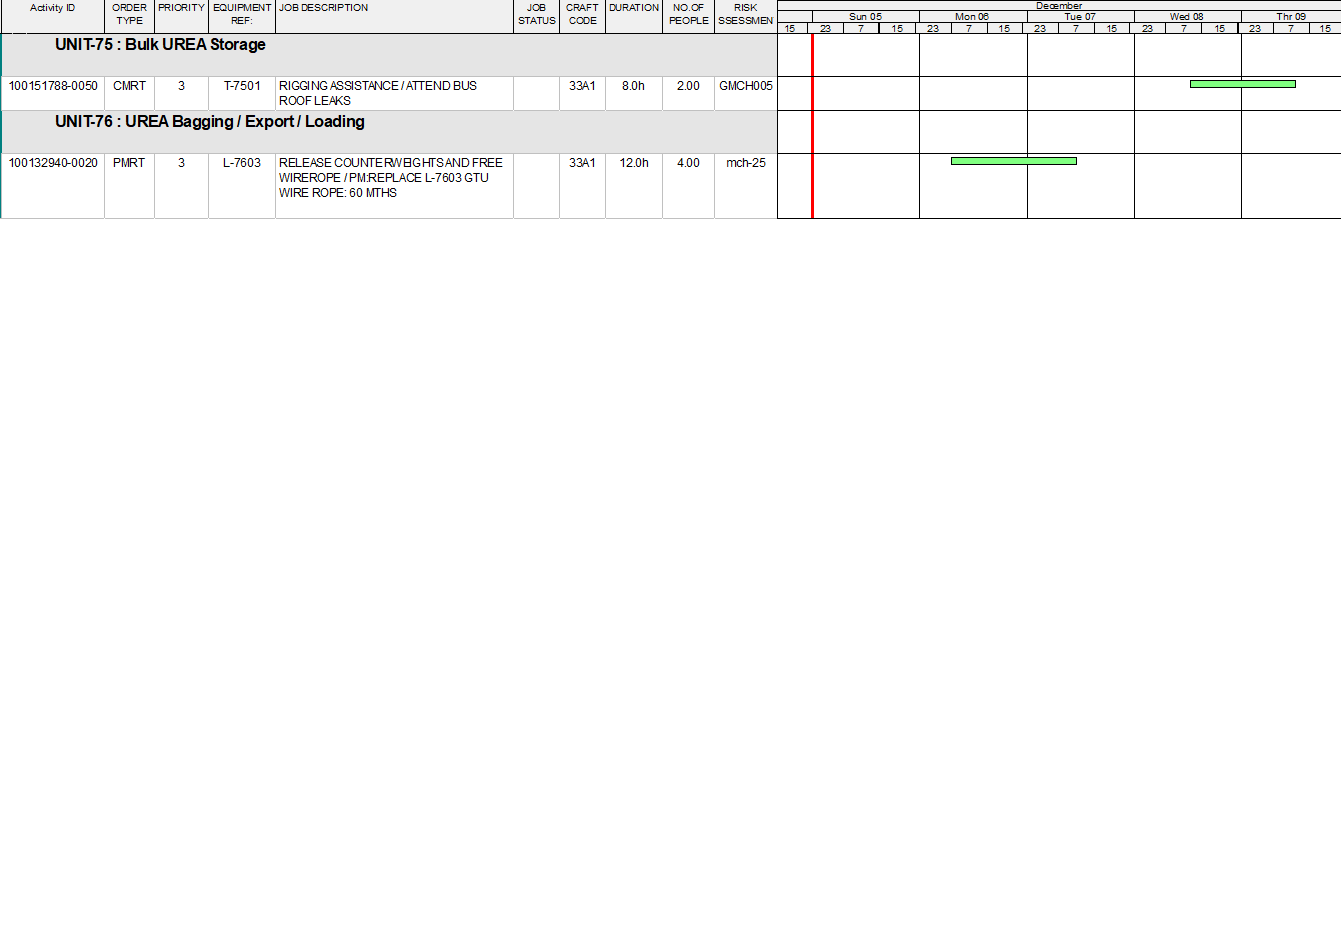 Activity ID ORDER TYPE PRIORITY EQUIPMENT REF: JOB DESCRIPTION JOB STATUS CRAFT CODE DURATION NO.OF PEOPLE RISK SSESSMEN
December
Sun 05 Mon 06 Tue 07 Wed 08 Thr 09
15 23 7 15 23 7 15 23 7 15 23 7 15 23 7 15
UNIT-75 : Bulk UREA Storage
100151788-0050 CMRT 3 T-7501 RIGGING ASSISTANCE / ATTEND BUS 33A1 8.0h 2.00 GMCH005
ROOF LEAKS
UNIT-76 : UREA Bagging / Export / Loading
100132940-0020 PMRT 3 L-7603 RELEASE COUNTERWEIGHTS AND FREE 33A1 12.0h 4.00 mch-25
WIREROPE / PM:REPLACE L-7603 GTU
WIRE ROPE: 60 MTHS